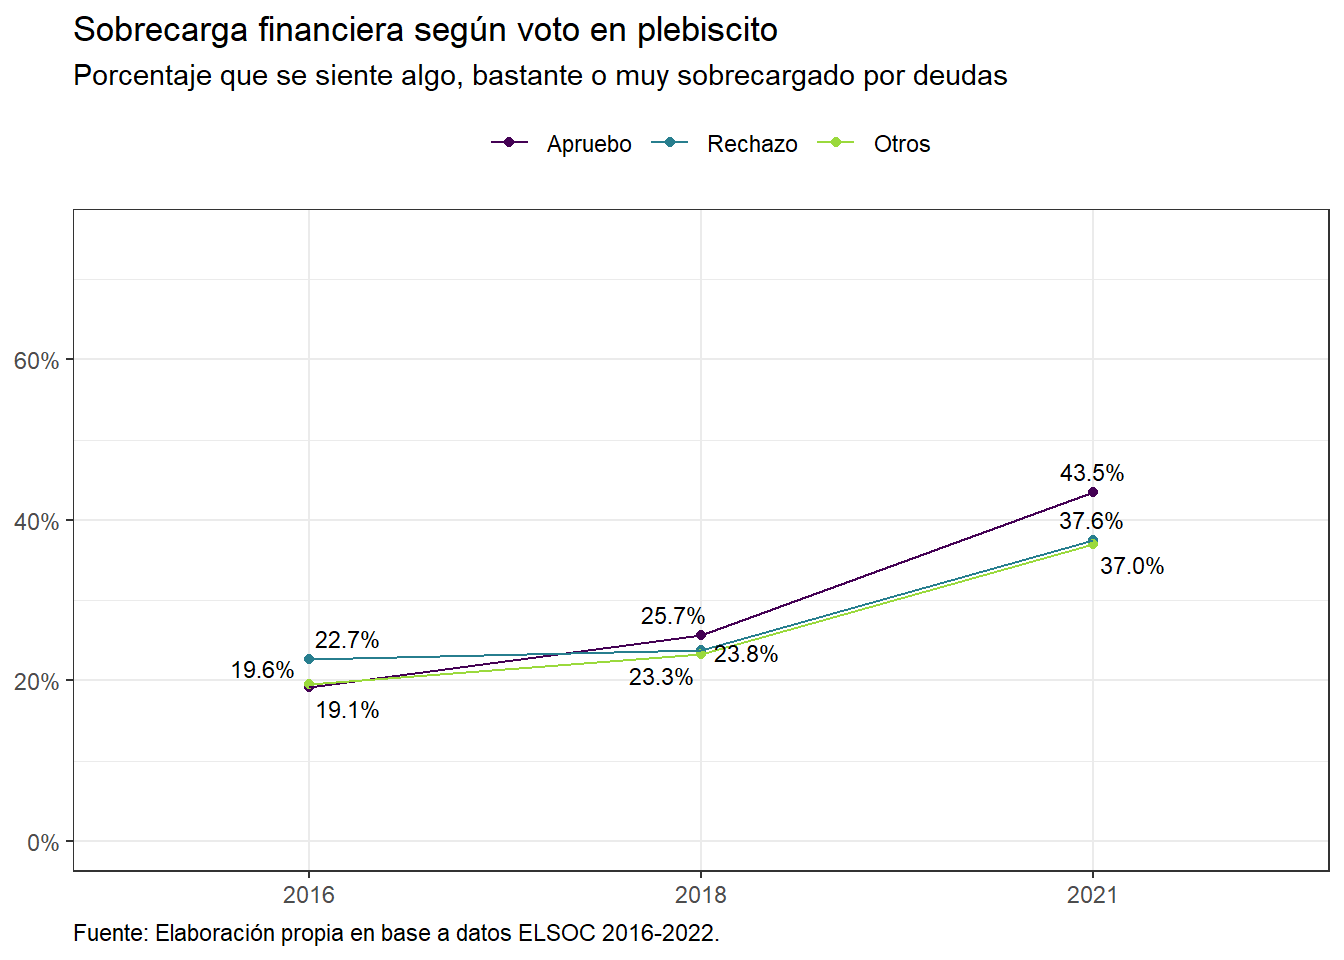 Sobrecarga financiera según voto en plebiscito
Porcentaje que se siente algo, bastante o muy sobrecargado por deudas
Apruebo Rechazo Otros
60%
43.5%
40%
37.6%
37.0%
25.7%
22.7%
23.8%
19.6%
23.3%
20%
19.1%
0%
2016 2018 2021
Fuente: Elaboración propia en base a datos ELSOC 2016-2022.